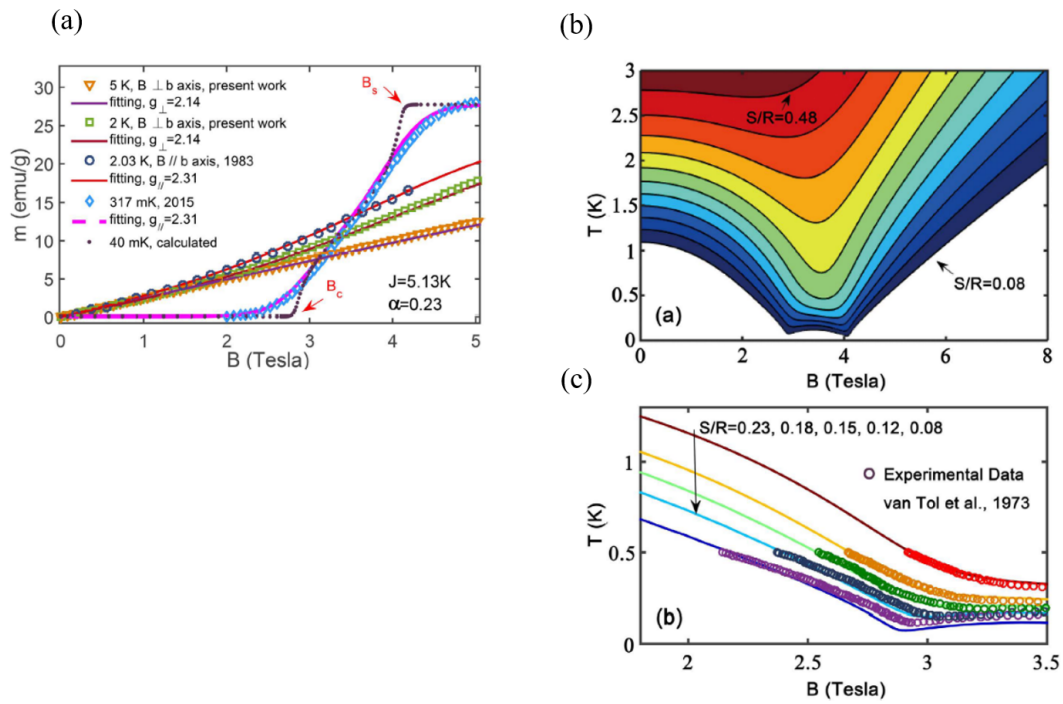 (a)
m (emu/g)
30
25
20
15
10
5
0
5 K, B ⊥ b axis, present work
fitting, g⊥=2.14
2 K, B ⊥ b axis, present work
fitting, g⊥=2.14
2.03 K, B // b axis, 1983
fitting, g//=2.31
317 mK, 2015
fitting, g//=2.31
40 mK, calculated
Bs
Bc
J=5.13K
α=0.23
0 1 2 3 4 5
B (Tesla)
(b)
T (K)
3
2.5
2
1.5
1
0.5
0
S/R=0.48
S/R=0.08
(a)
0 2 4 6 8
B (Tesla)
(c)
T (K)
1
0.5
0
S/R=0.23, 0.18, 0.15, 0.12, 0.08
Experimental Data
van Tol et al., 1973
(b)
2 2.5 3 3.5
B (Tesla)